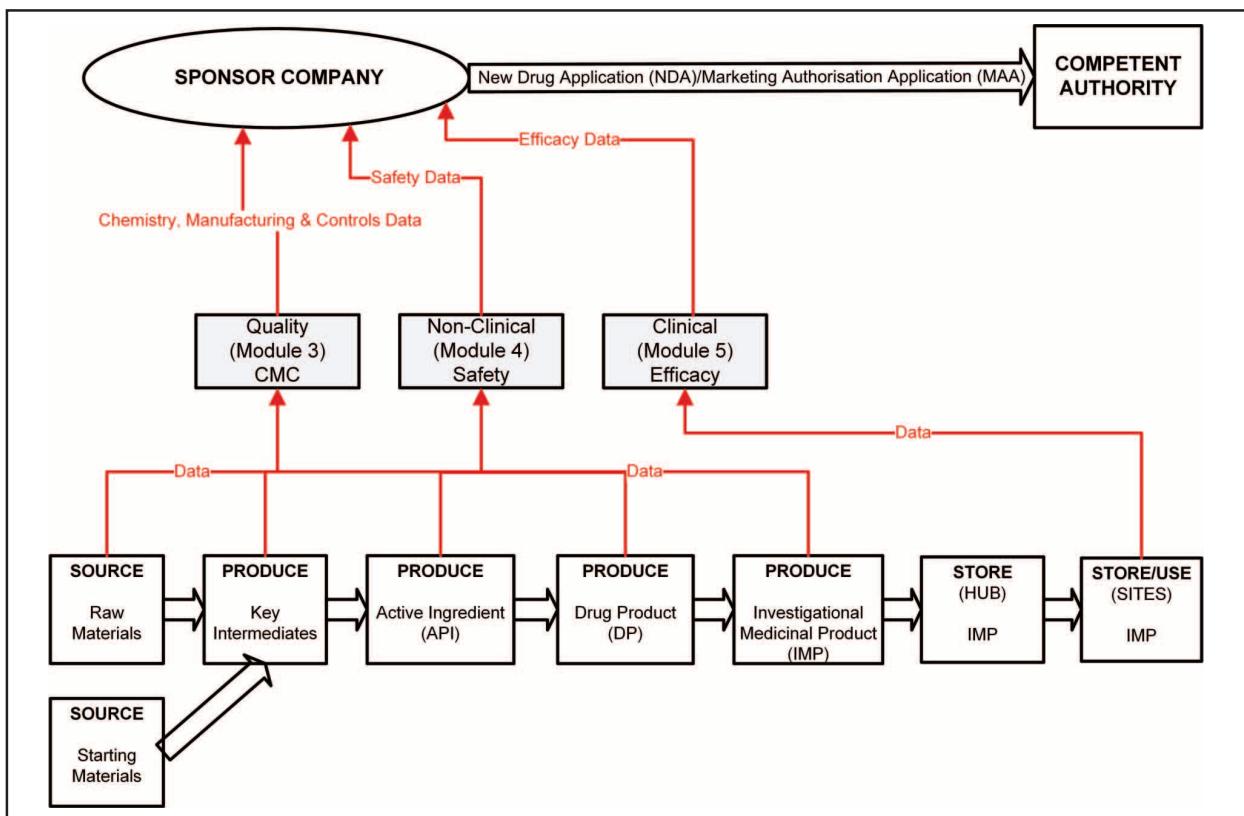 SPONSOR COMPANY
New Drug Application (NDA)/Marketing Authorisation Application (MAA)
COMPETENT
AUTHORITY
Efficacy Data
Safety Data
Chemistry, Manufacturing & Controls Data
Quality
(Module 3)
CMC
Non-Clinical
(Module 4)
Safety
Clinical
(Module 5)
Efficacy
Data
Data
Data
SOURCE
Raw
Materials
PRODUCE
Key
Intermediates
PRODUCE
Active Ingredient
(API)
PRODUCE
Drug Product
(DP)
PRODUCE
Investigational
Medicinal Product
(IMP)
STORE
(HUB)
IMP
STORE/USE
(SITES)
IMP
SOURCE
Starting
Materials